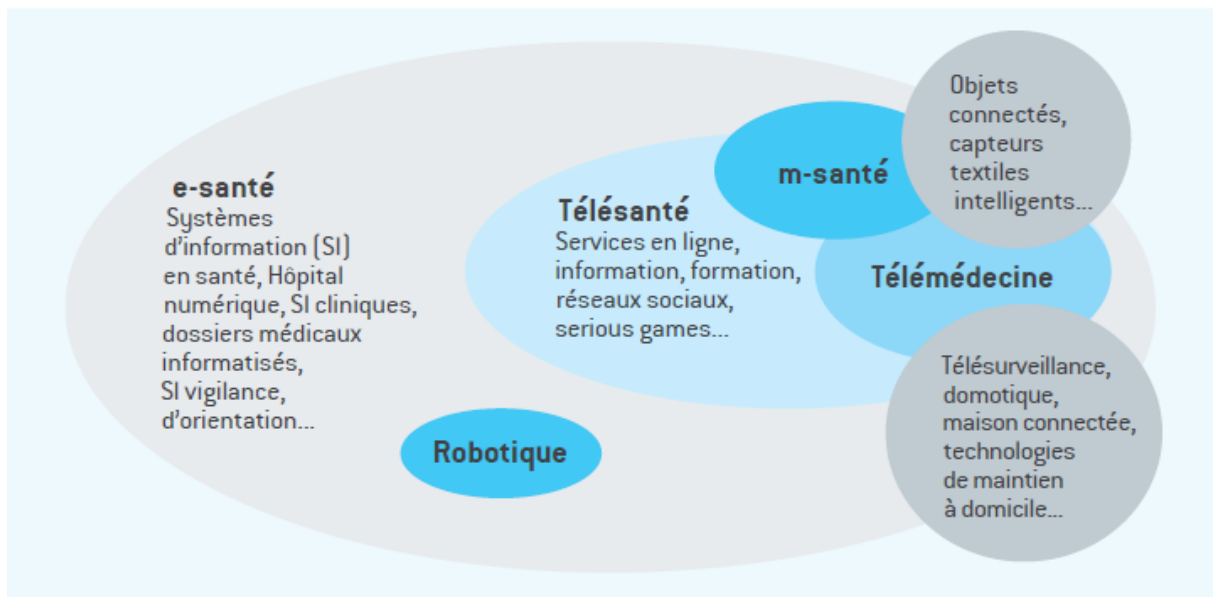 e-santé
Systèmes
d'information (SI)
en santé, Hôpital
numérique, SI cliniques,
dossiers médicaux
informatisés,
SI vigilance,
d'orientation...
Robotique
Télésanté
Services en ligne,
information, formation,
réseaux sociaux,
serious games...
m-santé
Télémédecine
Objets
connectés,
capteurs
textiles
intelligents...
Télésurveillance,
domotique,
maison connectée,
technologies
de maintien
à domicile...